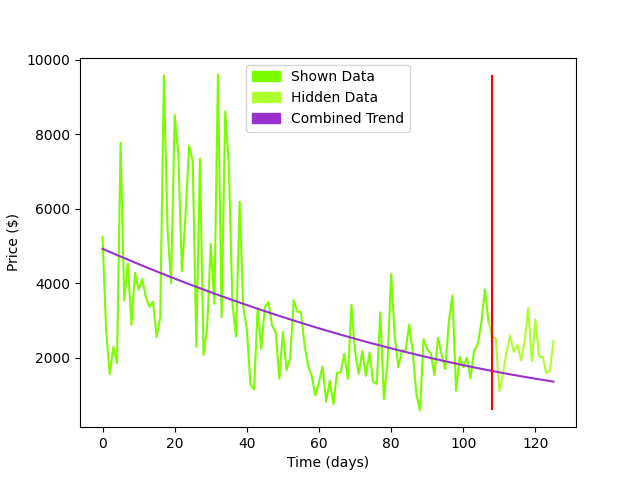 10000
8000
6000
4000
2000
Price ($)
Shown Data
Hidden Data
Combined Trend
0 20 40 60 80 100 120
Time (days)